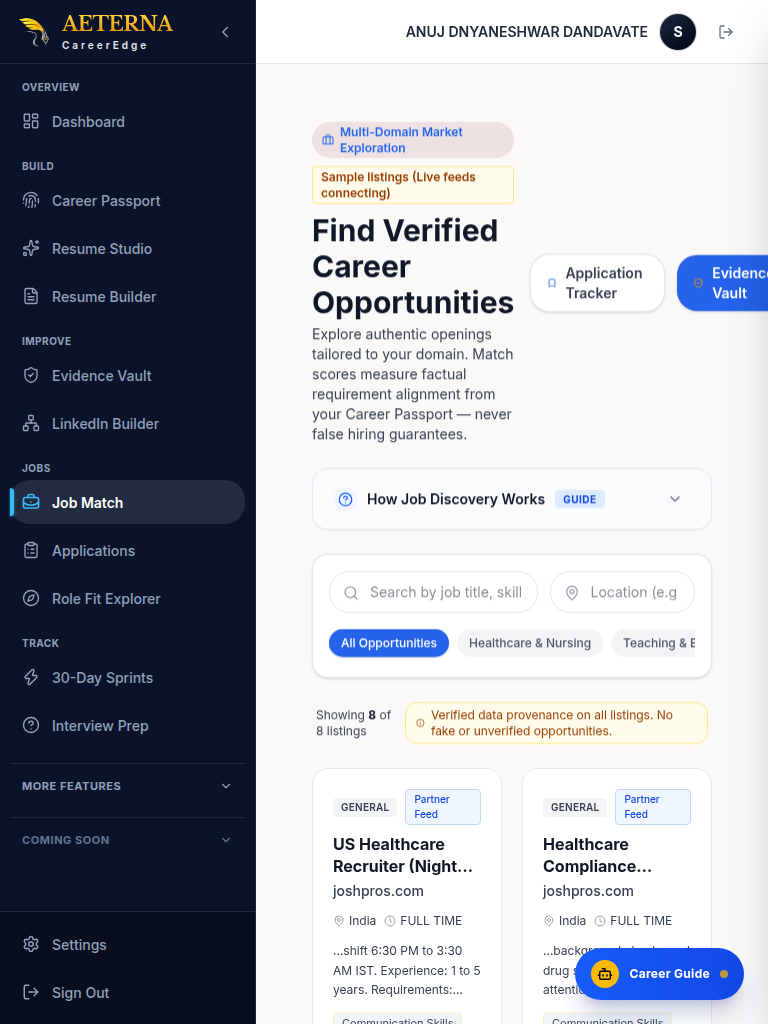 AETERNA
CareerEdge
OVERVIEW
Dashboard
BUILD
Career Passport
Resume Studio
Resume Builder
IMPROVE
Evidence Vault
LinkedIn Builder
JOBS
Job Match
Applications
Role Fit Explorer
TRACK
30-Day Sprints
Interview Prep
MORE FEATURES
COMING SOON
Settings
Sign Out
ANUJ DNYANESHWAR DANDAVATE
S
Multi-Domain Market
Exploration
Sample listings (Live feeds
connecting)
Find Verified
Career
Opportunities
Explore authentic openings
tailored to your domain. Match
scores measure factual
requirement alignment from
your Career Passport — never
false hiring guarantees.
Application
Tracker
Evidence
Vault
How Job Discovery Works
GUIDE
Search by job title, skill
Location (e.g
All Opportunities
Healthcare & Nursing
Teaching & E
Showing 8 of
8 listings
Verified data provenance on all listings. No
fake or unverified opportunities.
GENERAL
Partner
Feed
US Healthcare
Recruiter (Night...
joshpros.com
India
FULL TIME
...shift 6:30 PM to 3:30
AM IST. Experience: 1 to 5
years. Requirements:...
Communication Skills
GENERAL
Partner
Feed
Healthcare
Compliance...
joshpros.com
India
FULL TIME
drug
Career Guide